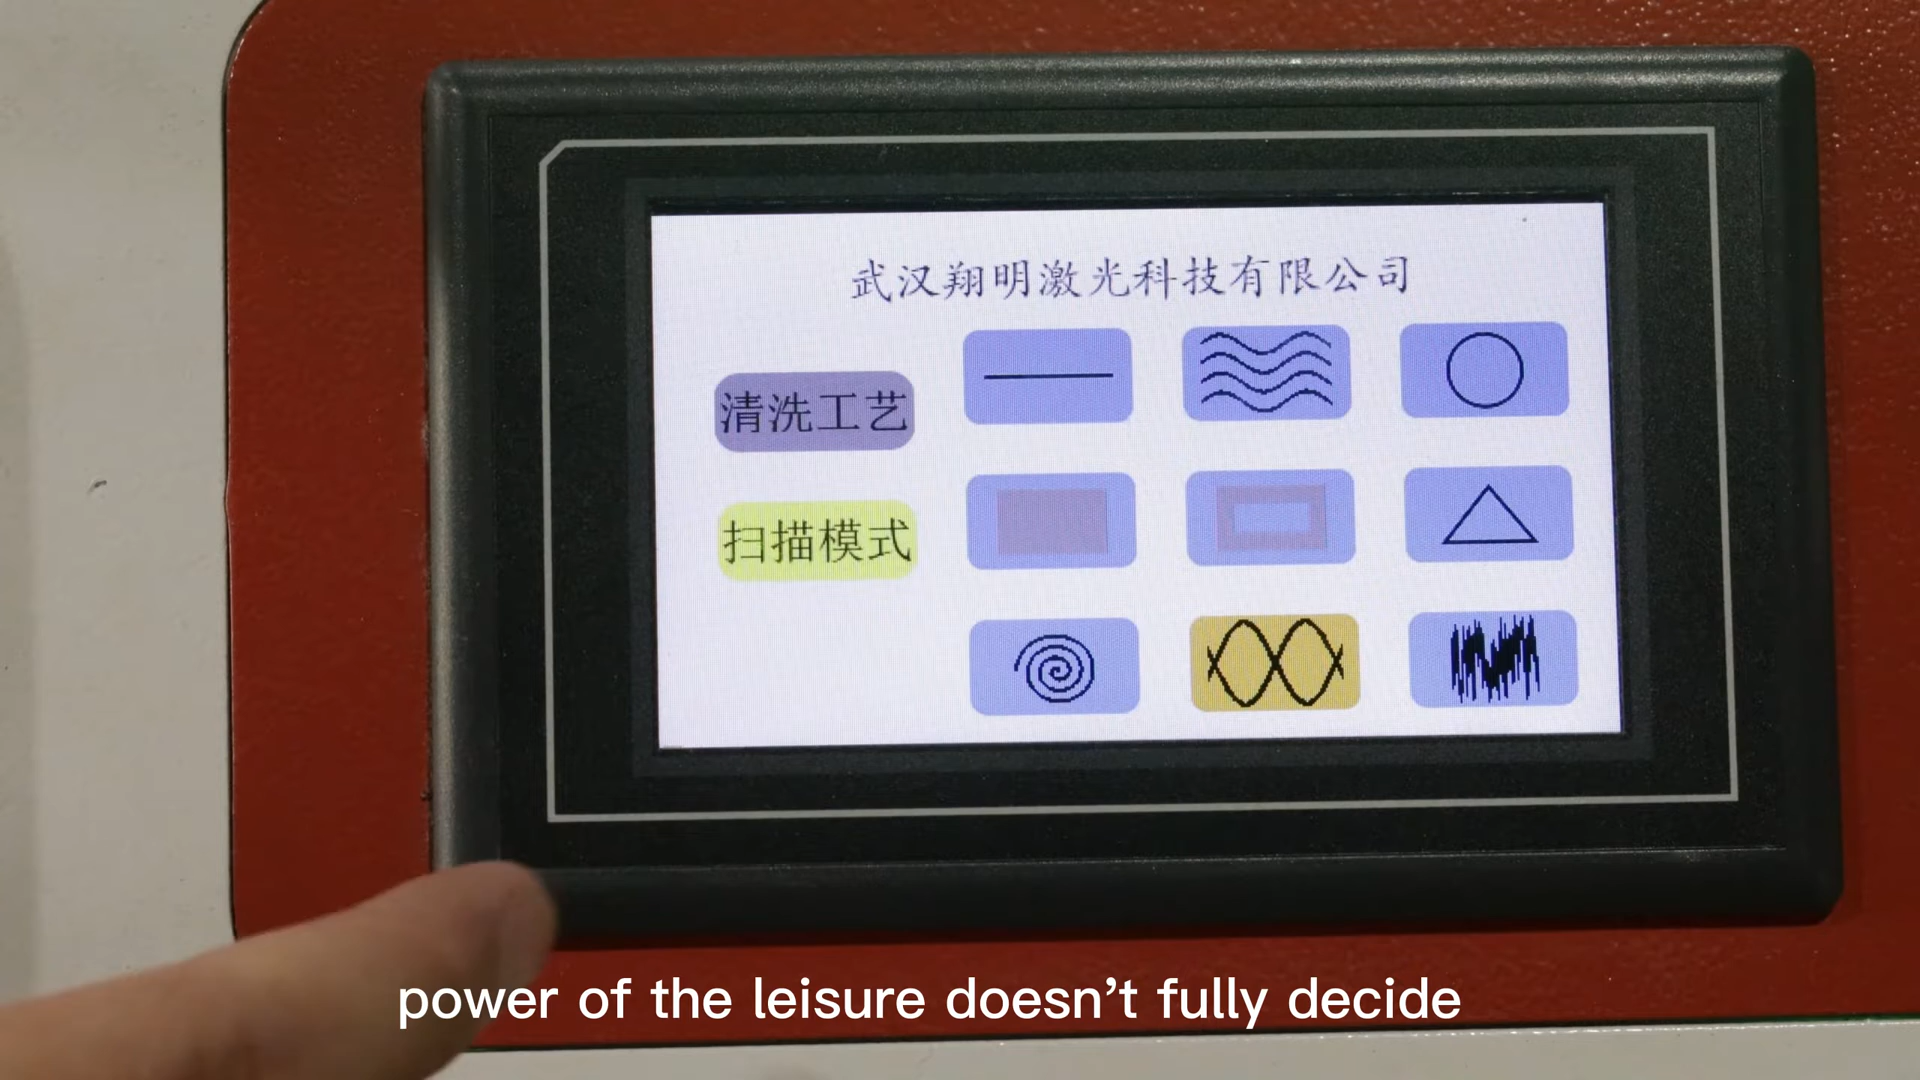 武汉翔明激光科技有限公司
清洗工艺
扫描模式
power of the leisure doesn't fully decide